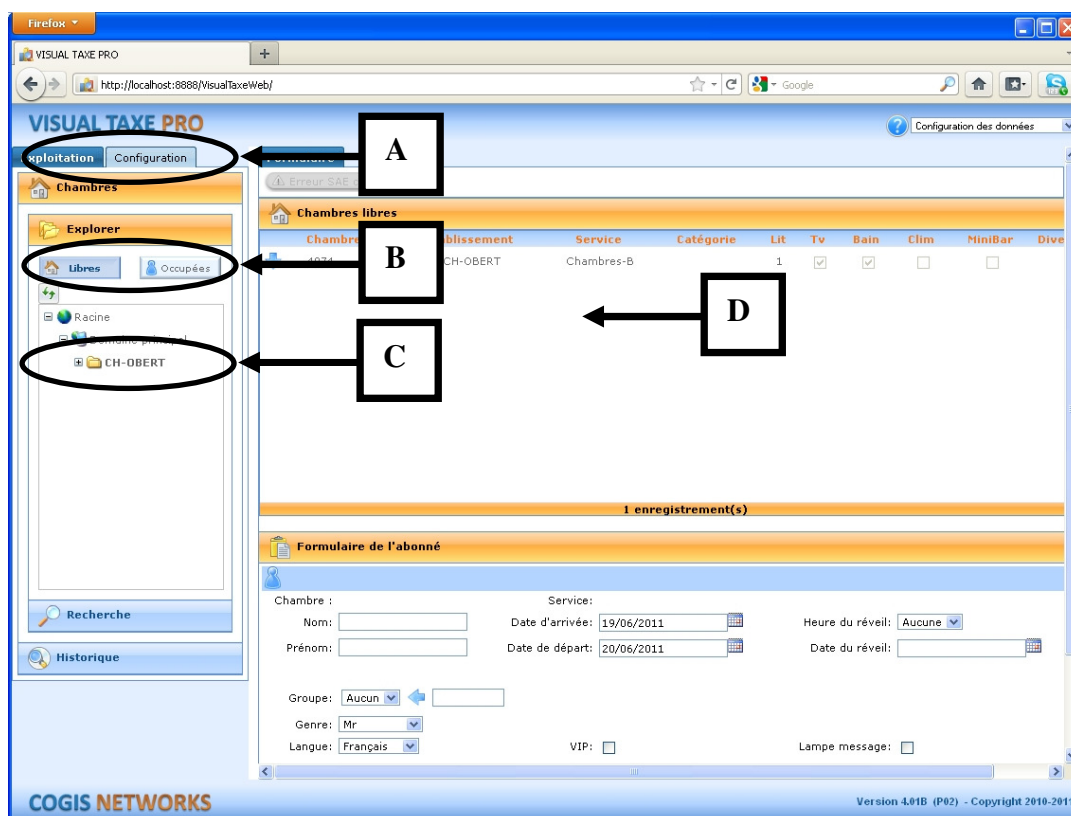 Firefox
VISUAL TAXE PRO
http://localhost:8888/VisualTaxeWeb/
Google
VISUAL TAXE PRO
Configuration des données
xploitation
Configuration
A
Erreur SAE
Chambres
Chambres libres
Explorer
Chambre
Service
Catégorie
Lit
Tv
Bain
Clim
MiniBar
Dive
Libres
Occupées
B
CH-OBERT
Chambres-B
1
D
Racine
CH-OBERT
C
1 enregistrement(s)
Formulaire de l'abonné
Recherche
Historique
Chambre :
Service:
Nom:
Date d'arrivée: 19/06/2011
Heure du réveil: Aucune
Prénom:
Date de départ: 20/06/2011
Date du réveil:
Groupe: Aucun
Genre: Mr
Langue: Français
VIP:
Lampe message:
COGIS NETWORKS
Version 4.01B (P02) - Copyright 2010-2011